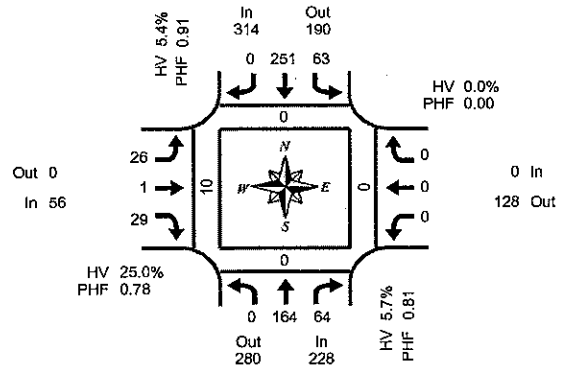 In Out
314 190
HV 5.4%
PHF 0.91
0 251 63
HV 0.0%
PHF 0.00
0
Out 0
In 56
26
1
29
10
N
W E
S
0
0
0
0
0 In
128 Out
0
HV 25.0%
PHF 0.78
0 164 64
HV 5.7%
PHF 0.81
Out In
280 228